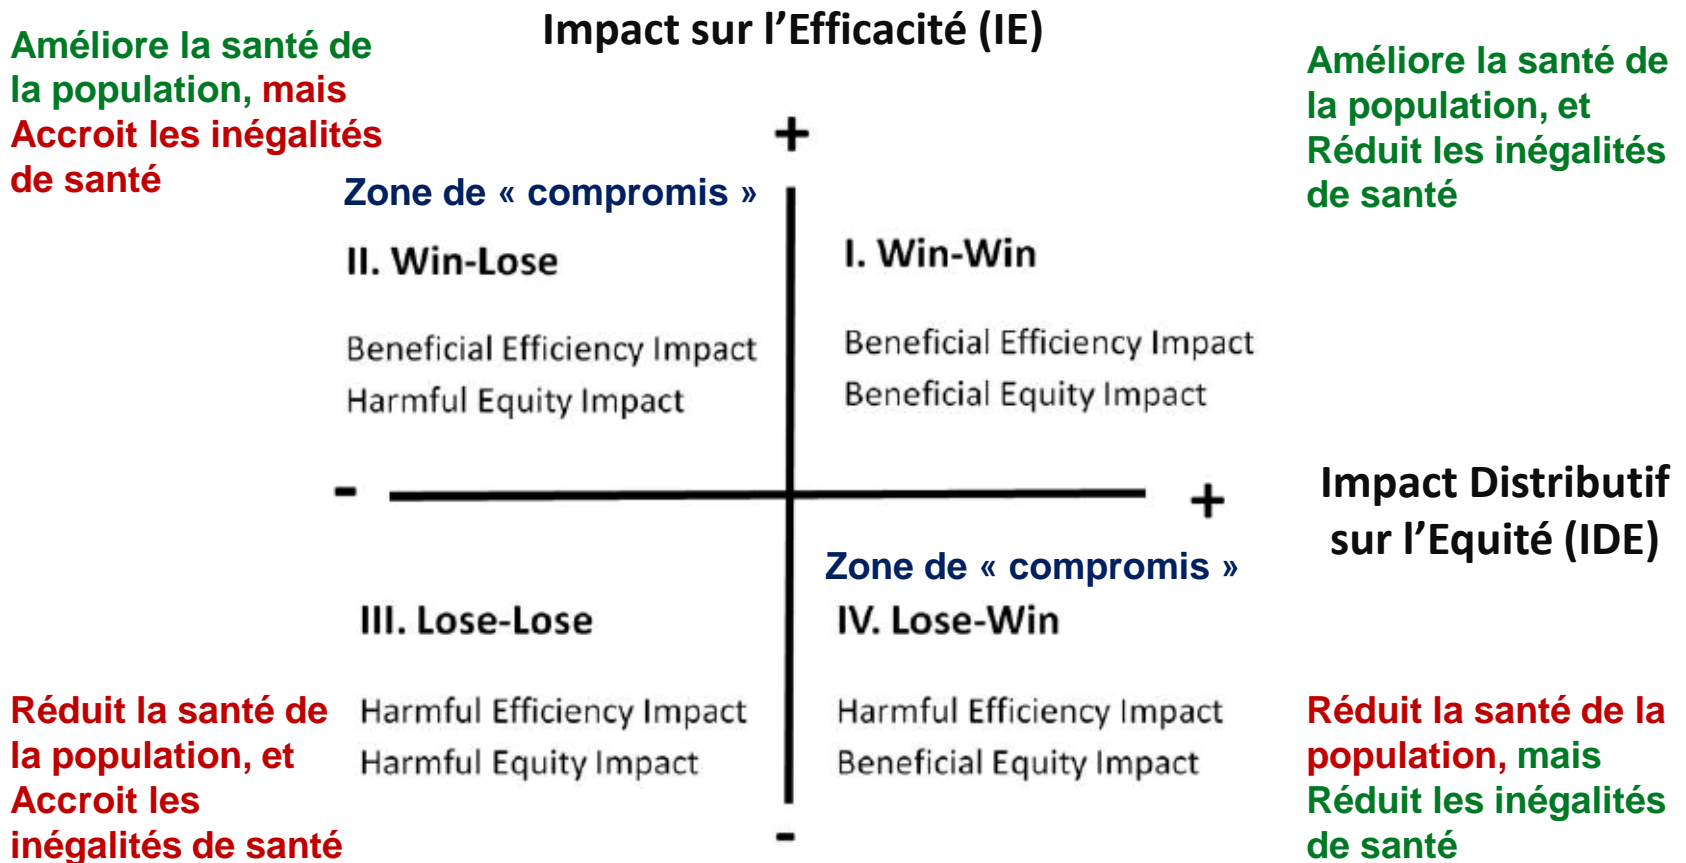 Impact sur l’Efficacité (IE)
Améliore la santé de
la population, mais
Accroit les inégalités
de santé
Améliore la santé de
la population, et
Réduit les inégalités
de santé
+
Zone de « compromis »
II. Win-Lose
Beneficial Efficiency Impact
Harmful Equity Impact
I. Win-Win
Beneficial Efficiency Impact
Beneficial Equity Impact
-
+
Impact Distributif
sur l’Equité (IDE)
Zone de « compromis »
III. Lose-Lose
Harmful Efficiency Impact
Harmful Equity Impact
IV. Lose-Win
Harmful Efficiency Impact
Beneficial Equity Impact
Réduit la santé de
la population, et
Accroit les
inégalités de santé
Réduit la santé de la
population, mais
Réduit les inégalités
de santé
-